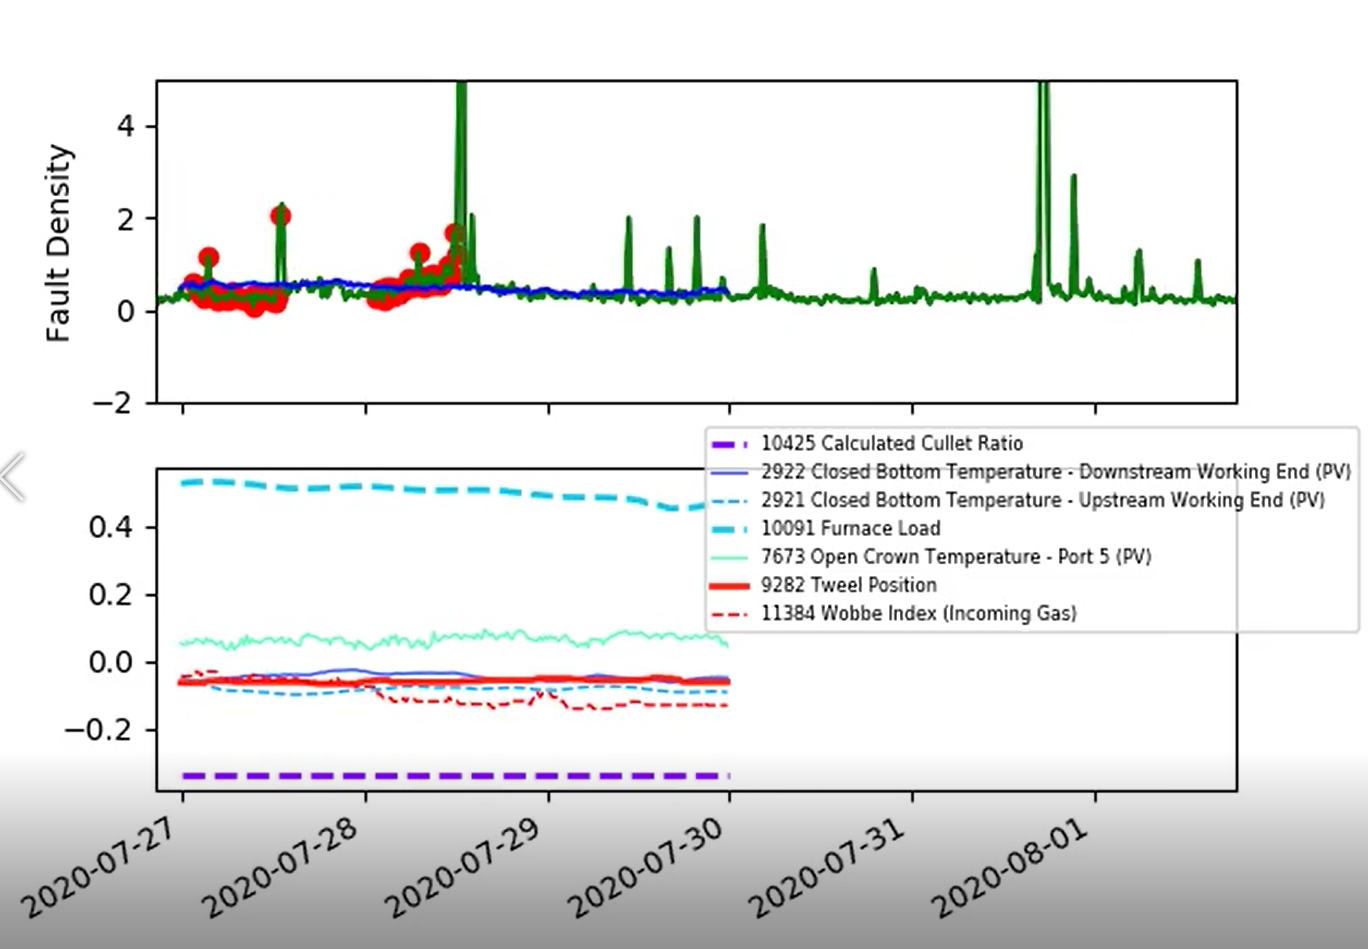 Fault Density
4
2
0
−2
10425 Calculated Cullet Ratio
2922 Closed Bottom Temperature - Downstream Working End (PV)
2921 Closed Bottom Temperature - Upstream Working End (PV)
10091 Furnace Load
7673 Open Crown Temperature - Port 5 (PV)
9282 Tweel Position
11384 Wobbe Index (Incoming Gas)
0.4
0.2
0.0
−0.2
2020-07-27
2020-07-28
2020-07-29
2020-07-30
2020-07-31
2020-08-01